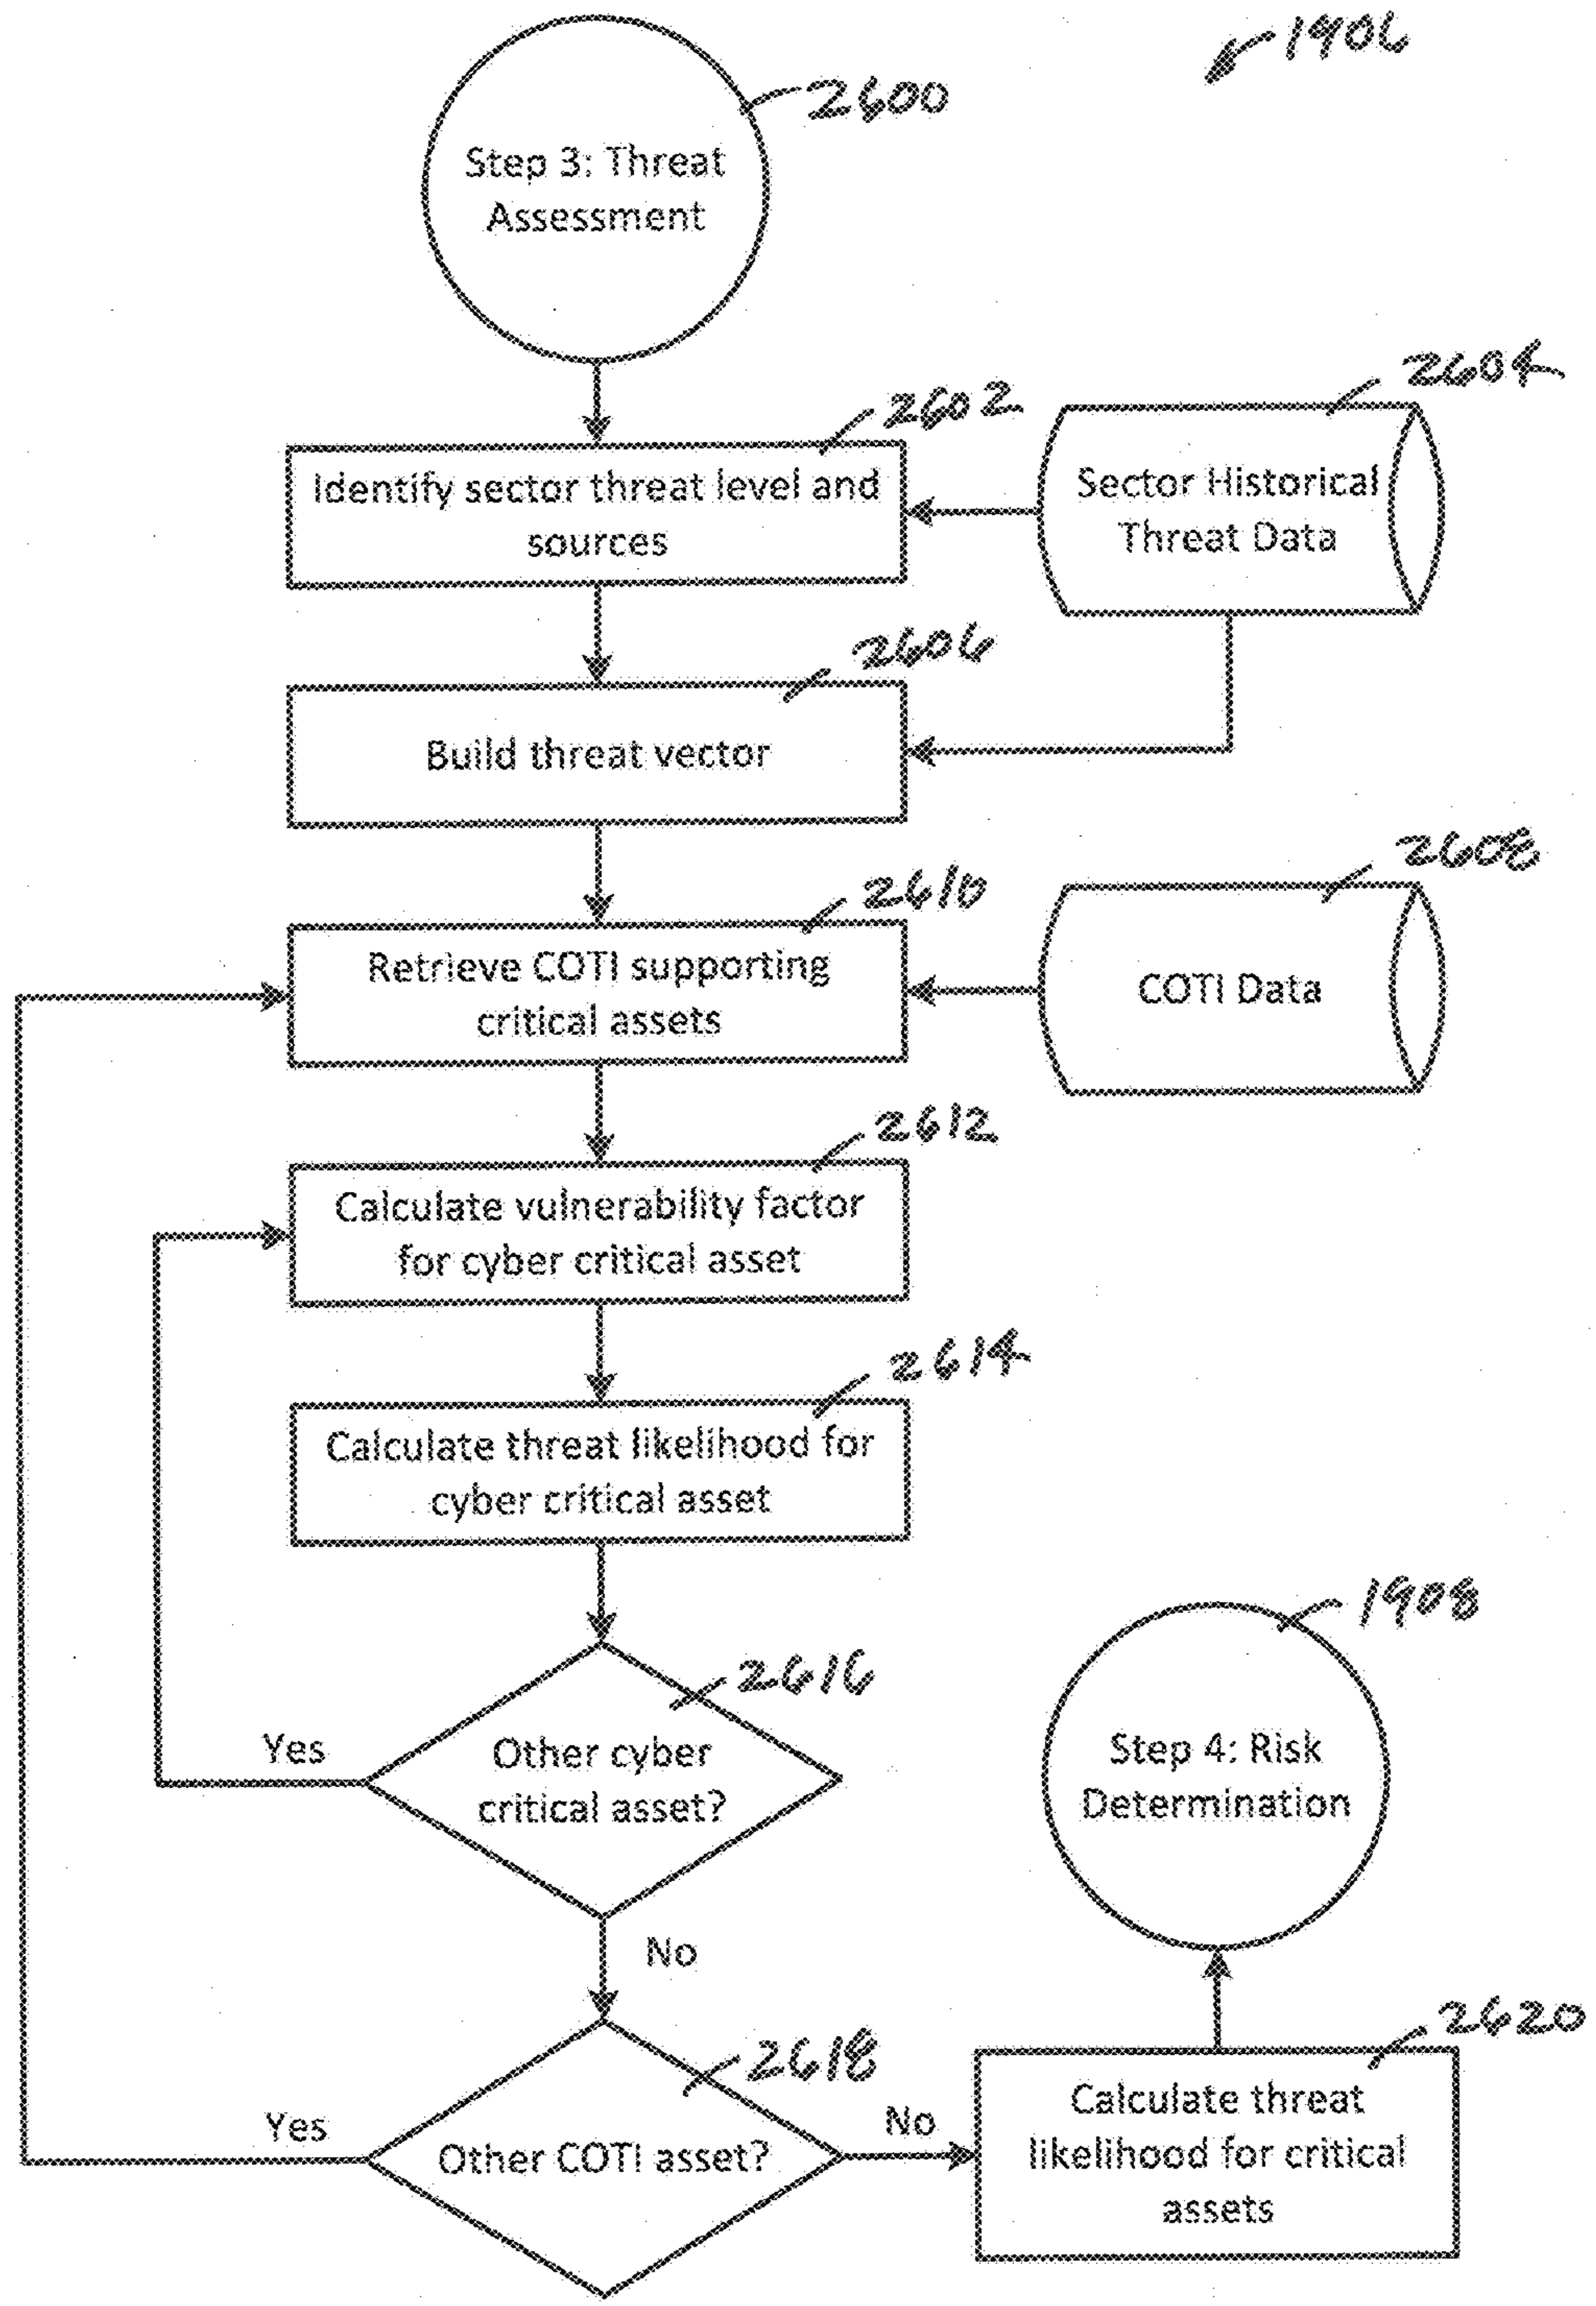 1906
2600
Step 3: Threat
Assessment
2602
2604
Identify sector threat level and
sources
Sector Historical
Threat Data
2606
Build threat vector
2608
2610
Retrieve COTI supporting
critical assets
COTI Data
2612
Calculate vulnerability factor
for cyber critical asset
2614
Calculate threat likelihood for
cyber critical asset
1908
2616
Yes
Other cyber
critical asset?
Step 4: Risk
Determination
No
2618
2620
Yes
Other COTI asset?
No
Calculate threat
likelihood for critical
assets